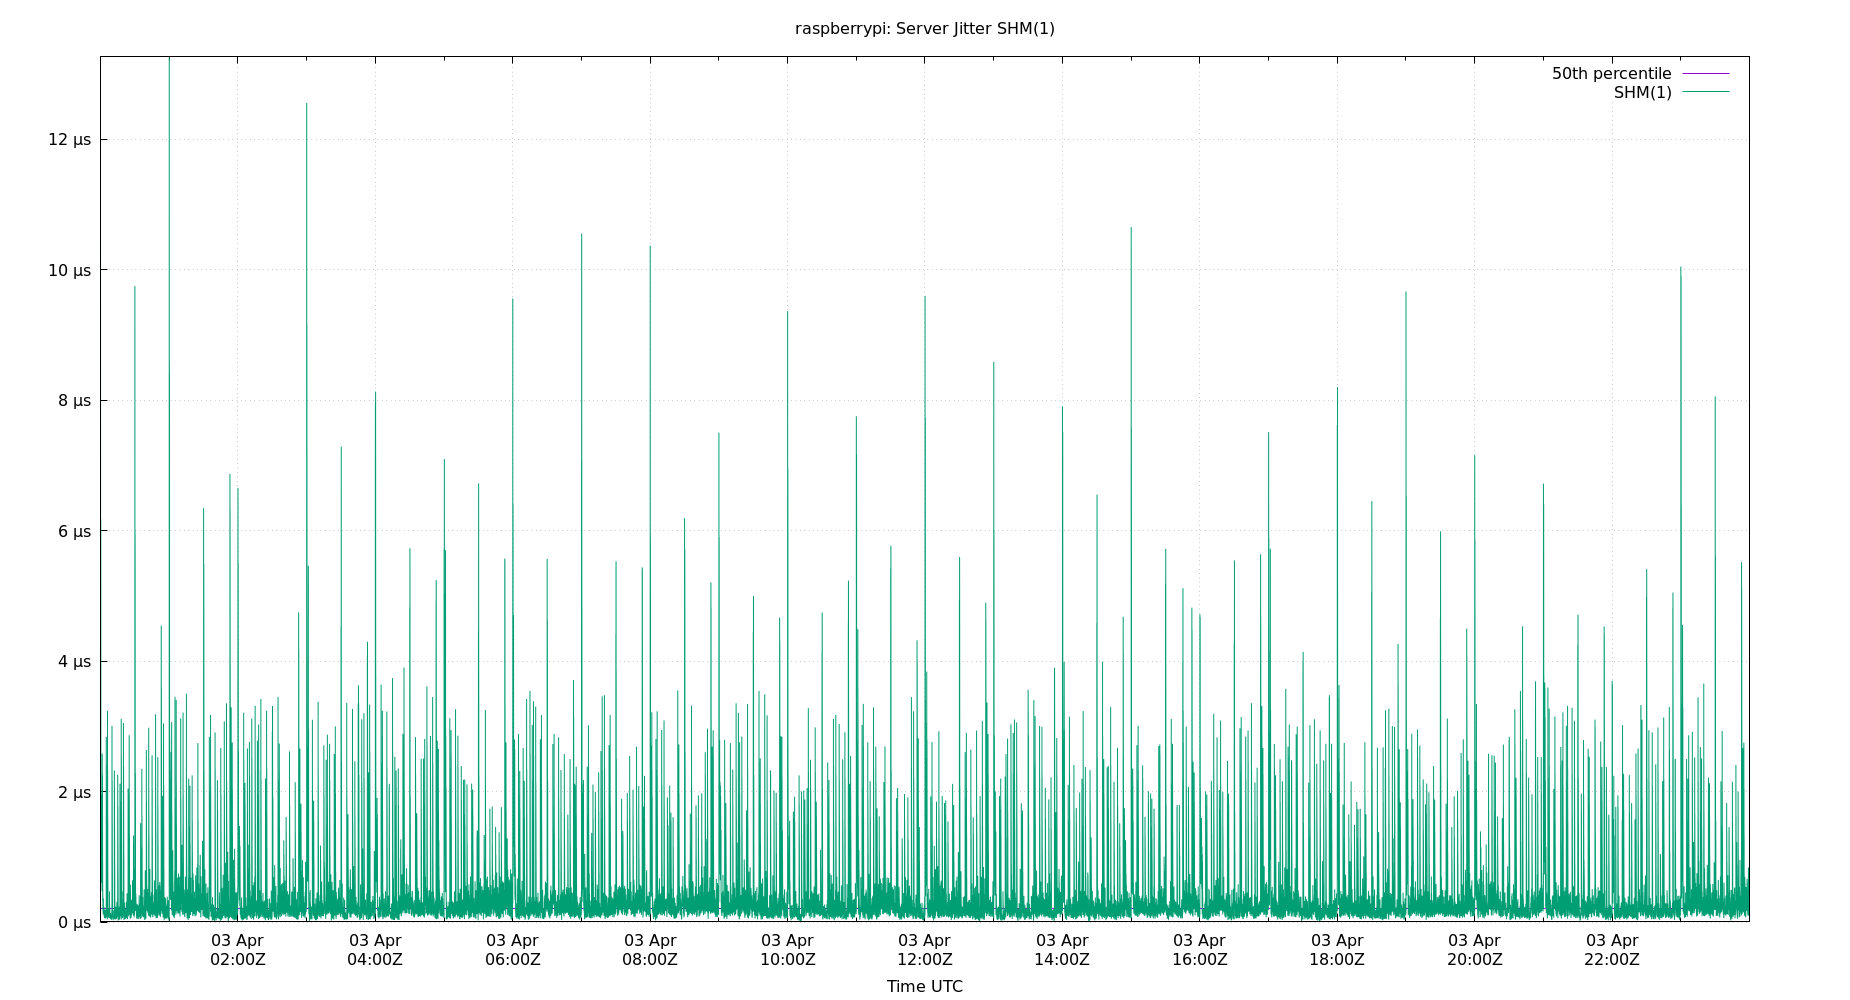 raspberrypi: Server Jitter SHM(1)
50th percentile
SHM(1)
12 µs
10 µs
8 µs
6 µs
4 µs
2 µs
0 µs
03 Apr 03 Apr 03 Apr 03 Apr 03 Apr 03 Apr 03 Apr 03 Apr 03 Apr 03 Apr 03 Apr
02:00Z 04:00Z 06:00Z 08:00Z 10:00Z 12:00Z 14:00Z 16:00Z 18:00Z 20:00Z 22:00Z
Time UTC